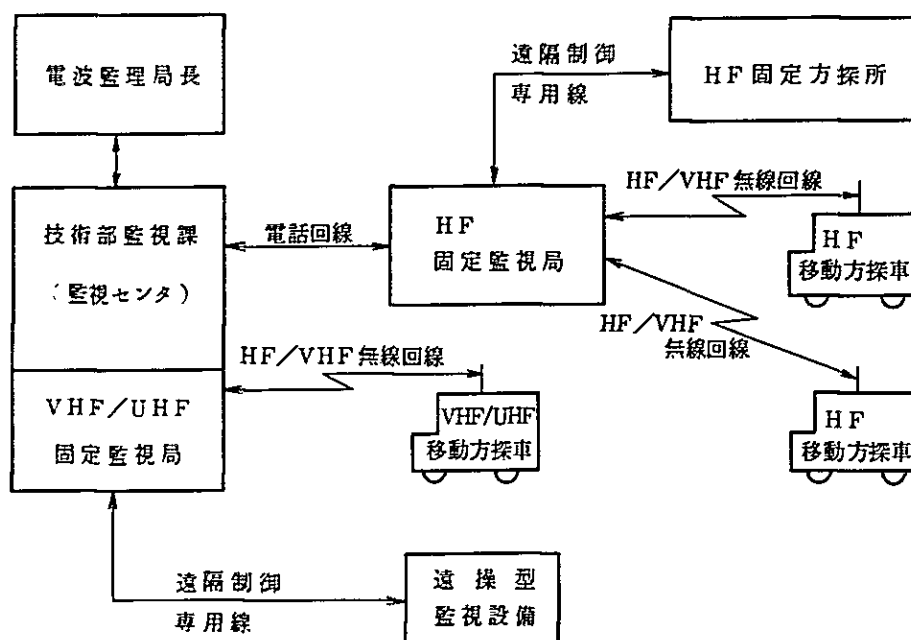 電波監理局長
遠隔制御
専用線
HF固定方探所
技術部監視課
(監視センタ)
電話回線
HF
固定監視局
HF/VHF無線回線
HF
移動方探車
HF/VHF
無線回線
HF
移動方探車
HF/VHF無線回線
VHF/UHF
移動方探車
VHF/UHF
固定監視局
遠隔制御
専用線
遠操型
監視設備